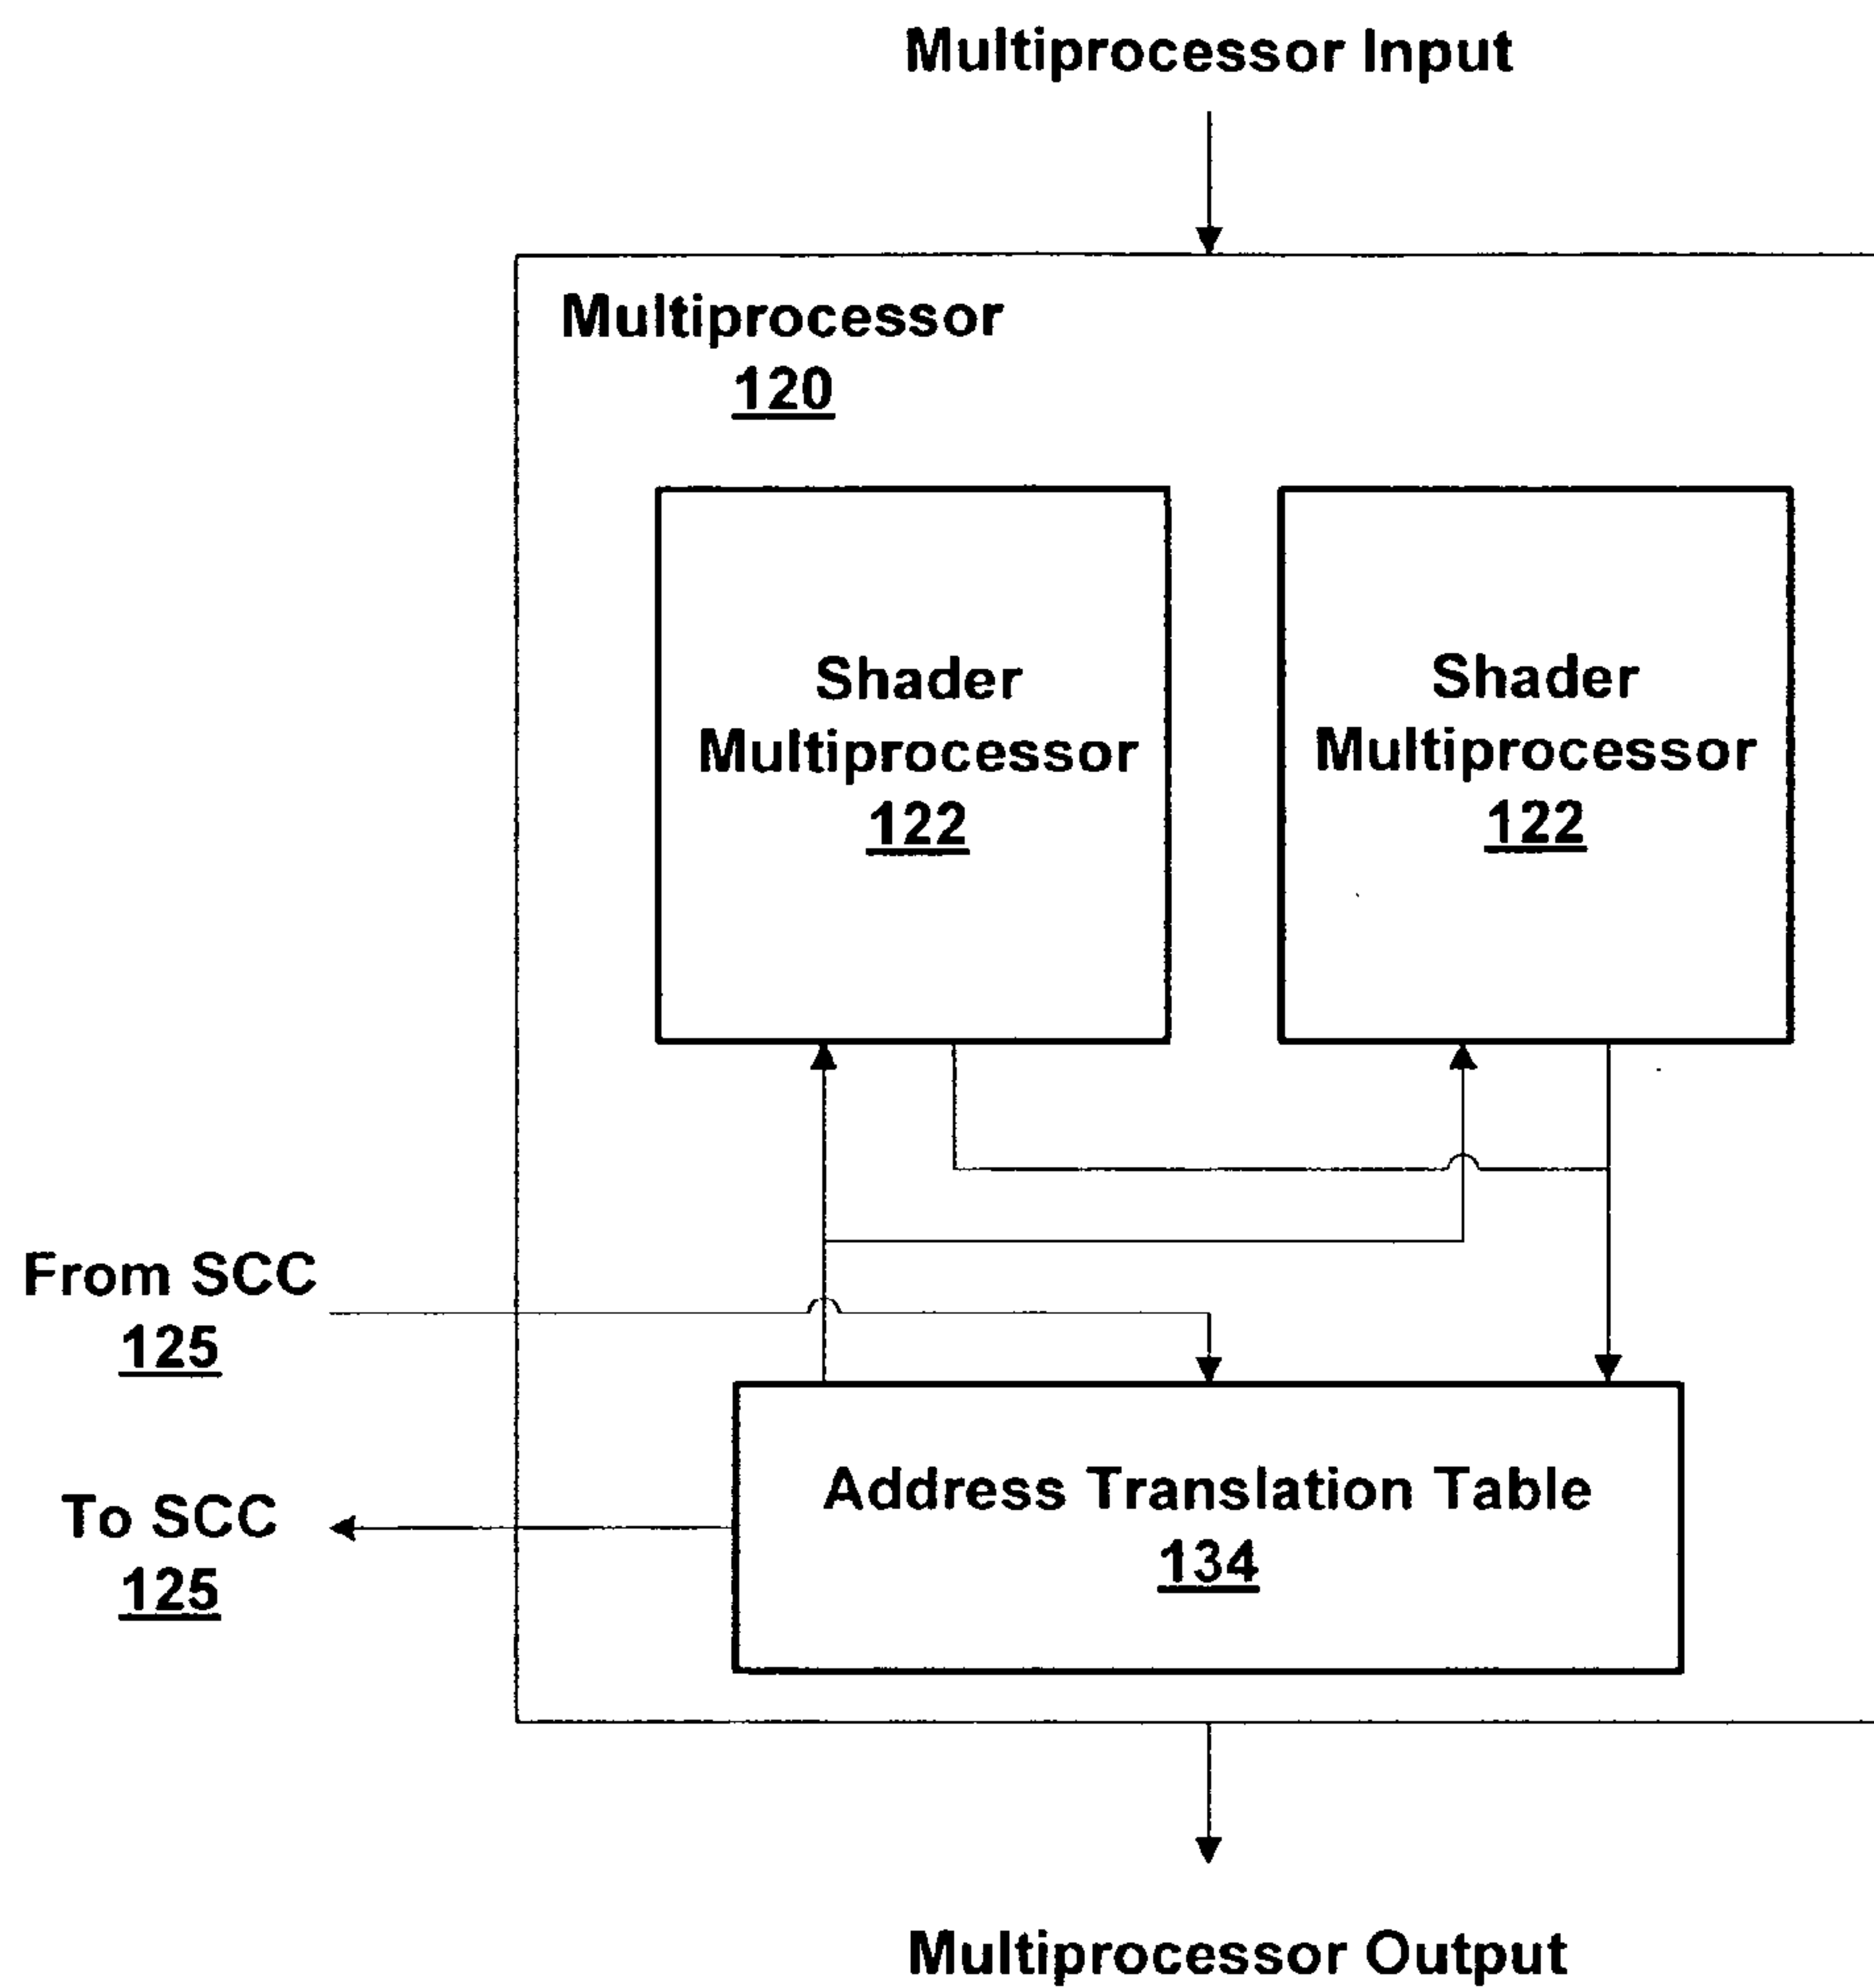 Multiprocessor Input
Multiprocessor
120
Shader
Multiprocessor
122
Shader
Multiprocessor
122
From SCC
125
To SCC
125
Address Translation Table
134
Multiprocessor Output